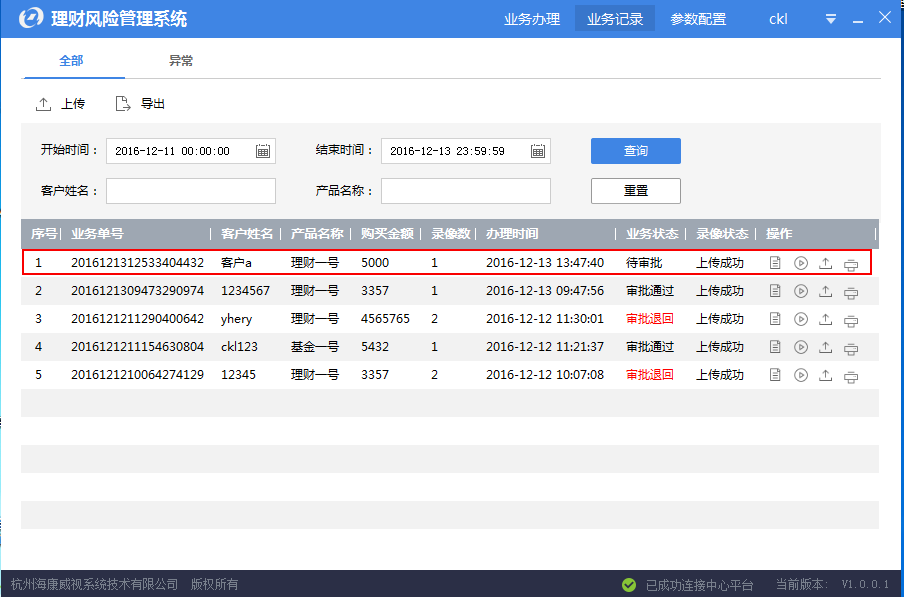 理财风险管理系统 业务办理 业务记录 参数配置 ckl
全部 异常
上传 导出
开始时间： 2016-12-11 00:00:00 结束时间： 2016-12-13 23:59:59 查询
客户姓名： 产品名称： 重置
序号 业务单号 客户姓名 产品名称 购买金额 录像数 办理时间 业务状态 录像状态 操作
1 2016121312533404432 客户a 理财一号 5000 1 2016-12-13 13:47:40 待审批 上传成功
2 2016121309473290974 1234567 理财一号 3357 1 2016-12-13 09:47:56 审批通过 上传成功
3 2016121211290400642 yhery 理财一号 4565765 2 2016-12-12 11:30:01 审批退回 上传成功
4 2016121211154630804 ckl123 基金一号 5432 1 2016-12-12 11:21:37 审批通过 上传成功
5 2016121210064274129 12345 理财一号 3357 2 2016-12-12 10:07:08 审批退回 上传成功
杭州海康威视系统技术有限公司 版权所有 已成功连接中心平台 当前版本: V1.0.0.1